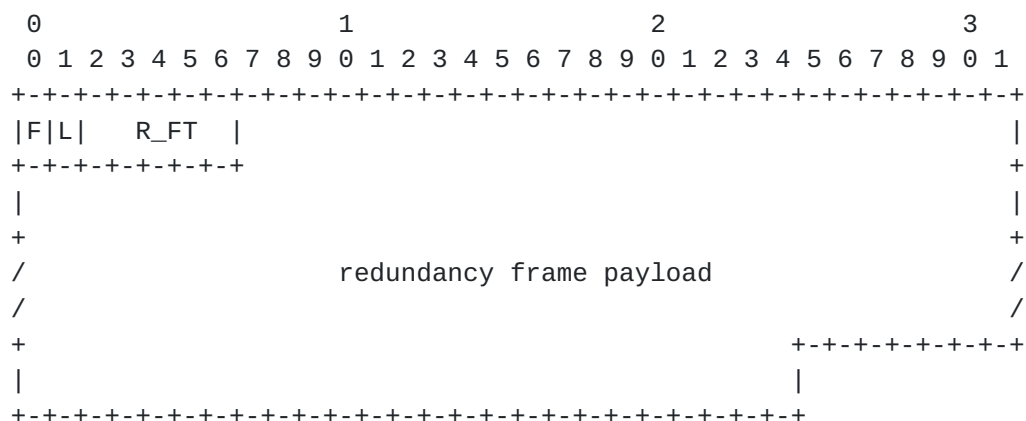 0                   1                   2                   3
 0 1 2 3 4 5 6 7 8 9 0 1 2 3 4 5 6 7 8 9 0 1 2 3 4 5 6 7 8 9 0 1
+-+-+-+-+-+-+-+-+-+-+-+-+-+-+-+-+-+-+-+-+-+-+-+-+-+-+-+-+-+-+-+-+
|F|L|   R_FT  |                                                 |
+-+-+-+-+-+-+-+                                                 +
|                                                               |
+                                                               +
/                    redundancy frame payload                   /
/                                                               /
+                                                 +-+-+-+-+-+-+-+
|                                                 |
+-+-+-+-+-+-+-+-+-+-+-+-+-+-+-+-+-+-+-+-+-+-+-+-+-+